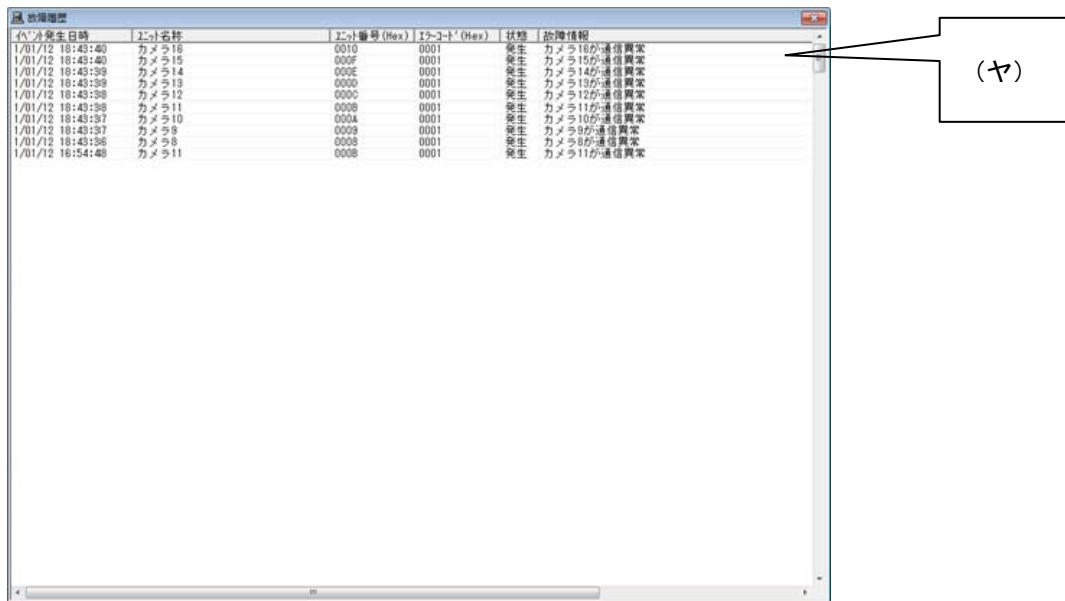 故障履歴
イベント発生日時 ユニット名称 ユニット番号(Hex) エラーコード(Hex) 状態 故障情報
1/01/12 18:43:40 カメラ16 0010 0001 発生 カメラ16が通信異常
1/01/12 18:43:40 カメラ15 000F 0001 発生 カメラ15が通信異常
1/01/12 18:43:39 カメラ14 000E 0001 発生 カメラ14が通信異常
1/01/12 18:43:39 カメラ13 000D 0001 発生 カメラ13が通信異常
1/01/12 18:43:38 カメラ12 000C 0001 発生 カメラ12が通信異常
1/01/12 18:43:38 カメラ11 000B 0001 発生 カメラ11が通信異常
1/01/12 18:43:37 カメラ10 000A 0001 発生 カメラ10が通信異常
1/01/12 18:43:37 カメラ9 0009 0001 発生 カメラ9が通信異常
1/01/12 18:43:36 カメラ8 0008 0001 発生 カメラ8が通信異常
1/01/12 16:54:48 カメラ11 000B 0001 発生 カメラ11が通信異常
(ヤ)